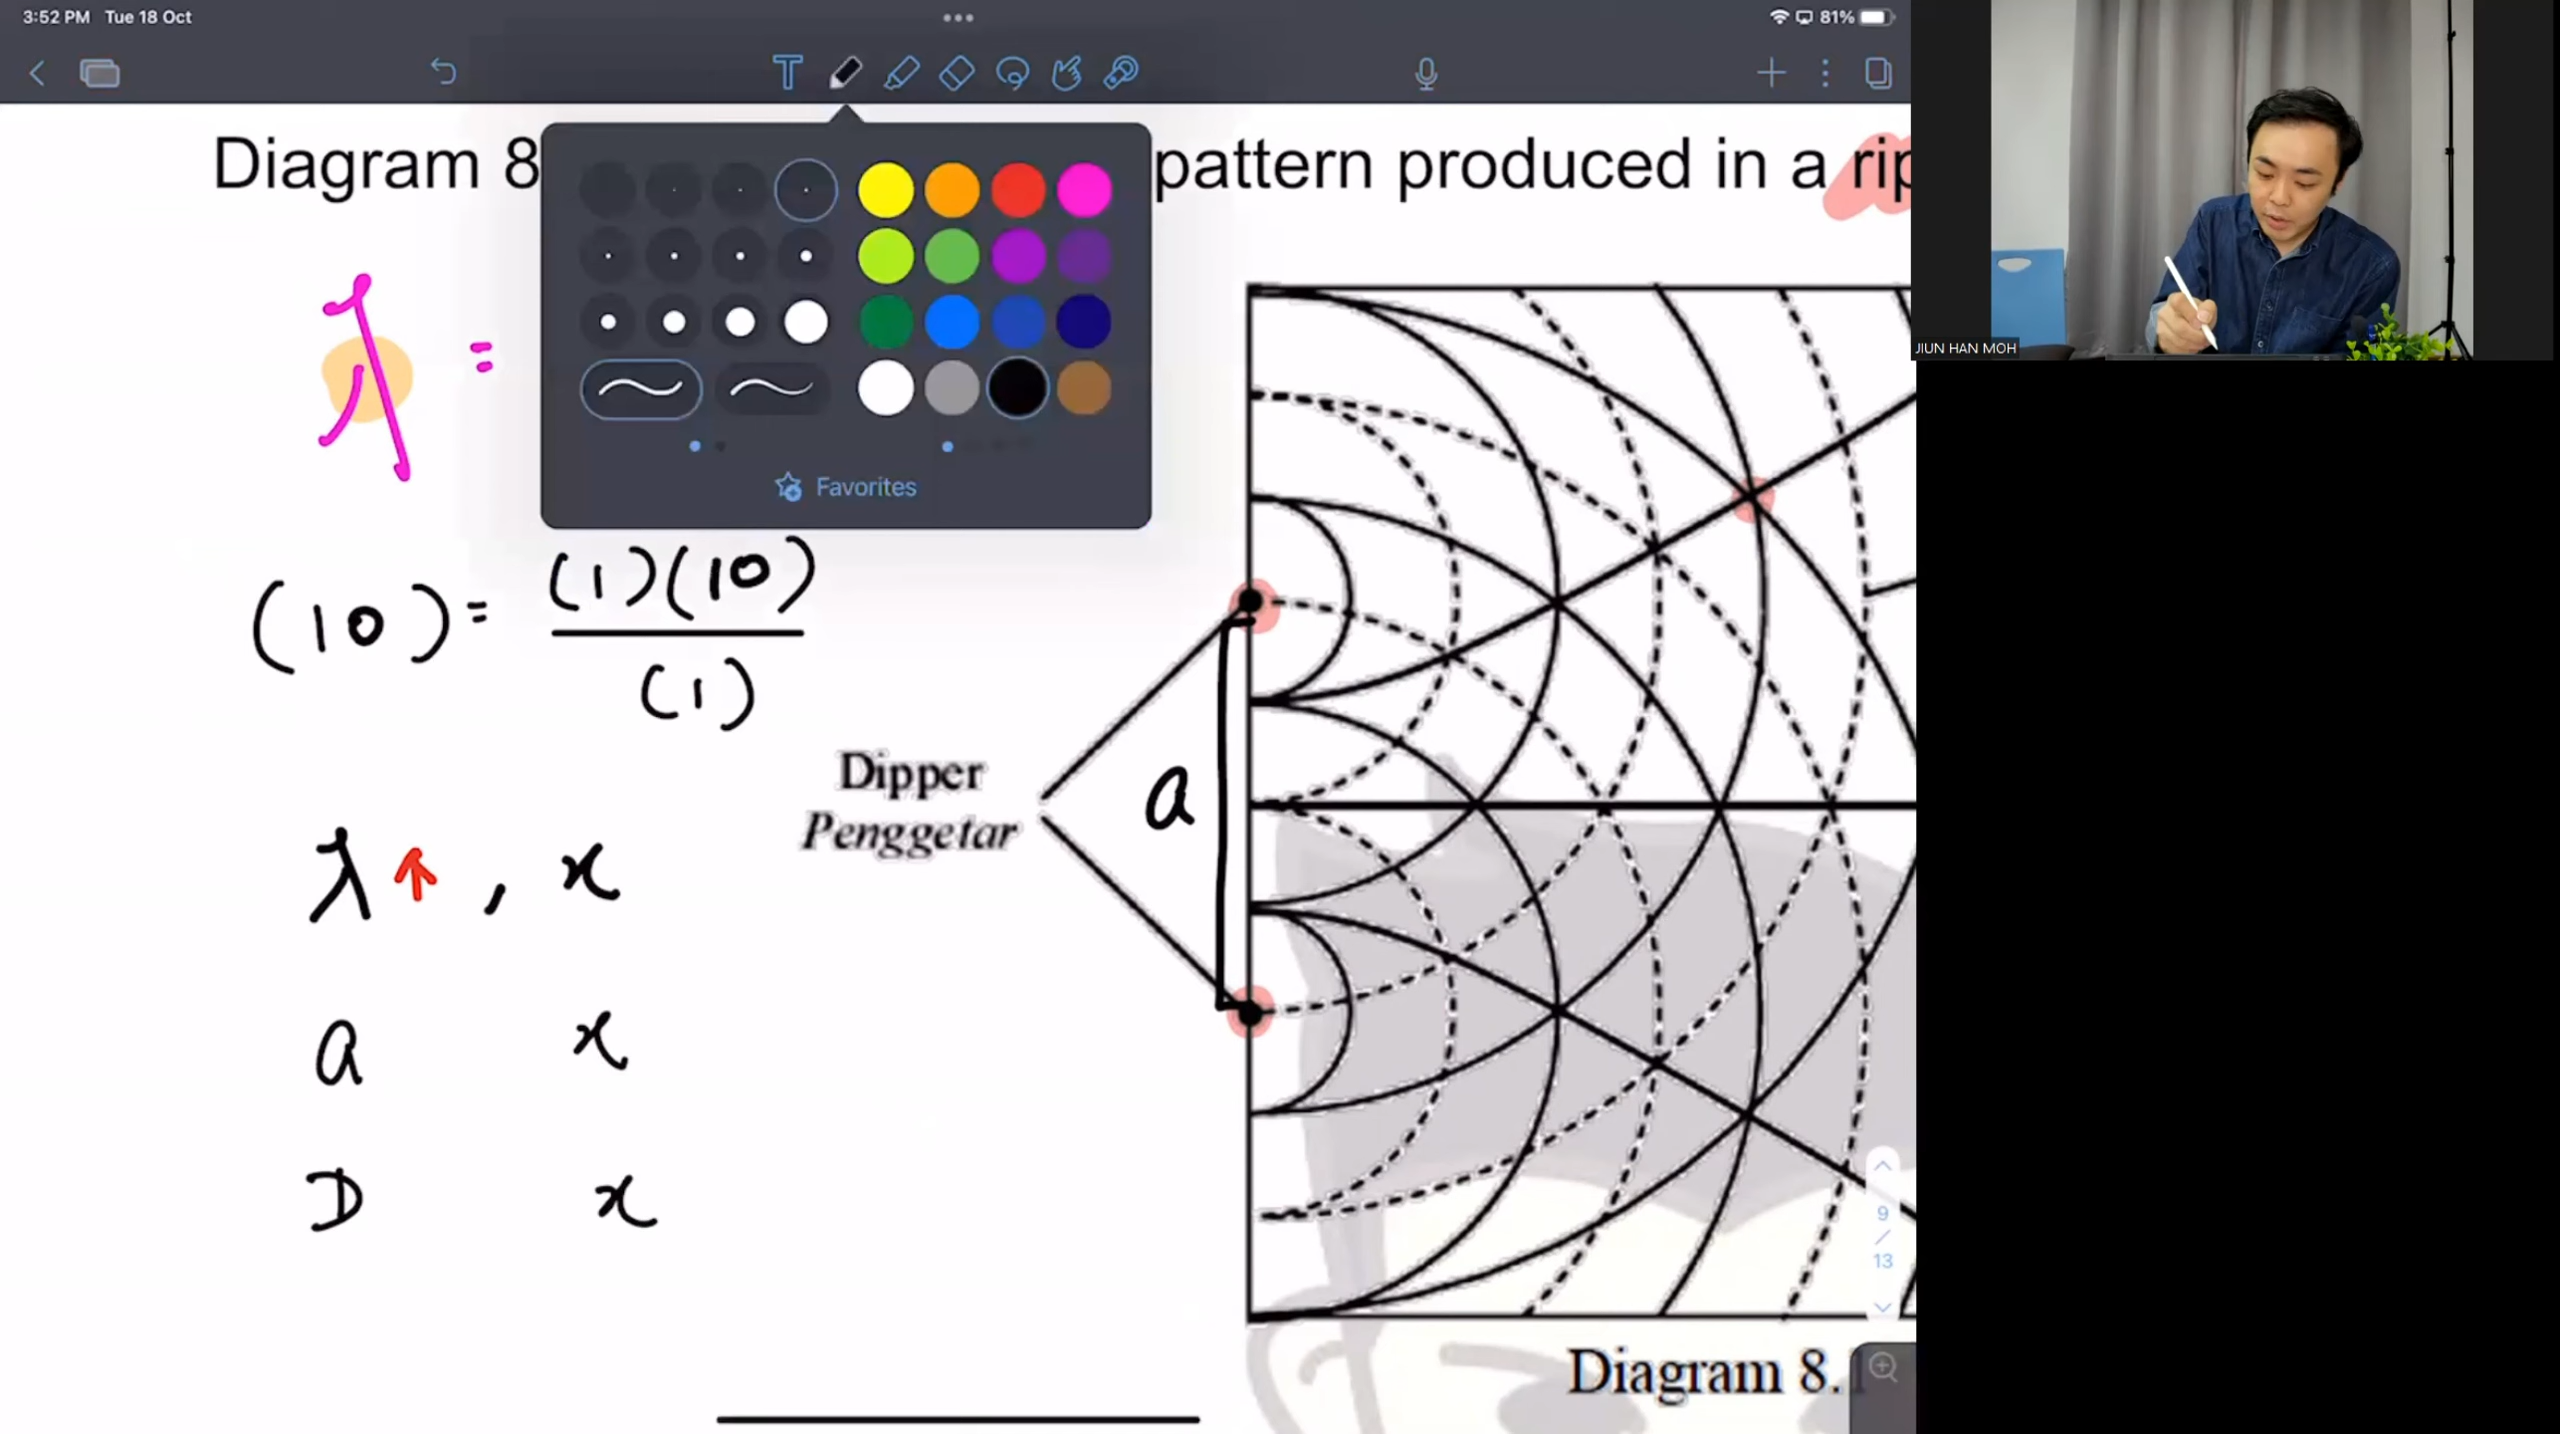 3:52 PM Tue 18 Oct
81%
T
Diagram 8
pattern produced in a rip
JIUN HAN MOH
λ =
Favorites
(10) = (1)(10)
(1)
Dipper
Penggetar
a
λ ↑ , x
a x
D x
9
/
13
Diagram 8.1